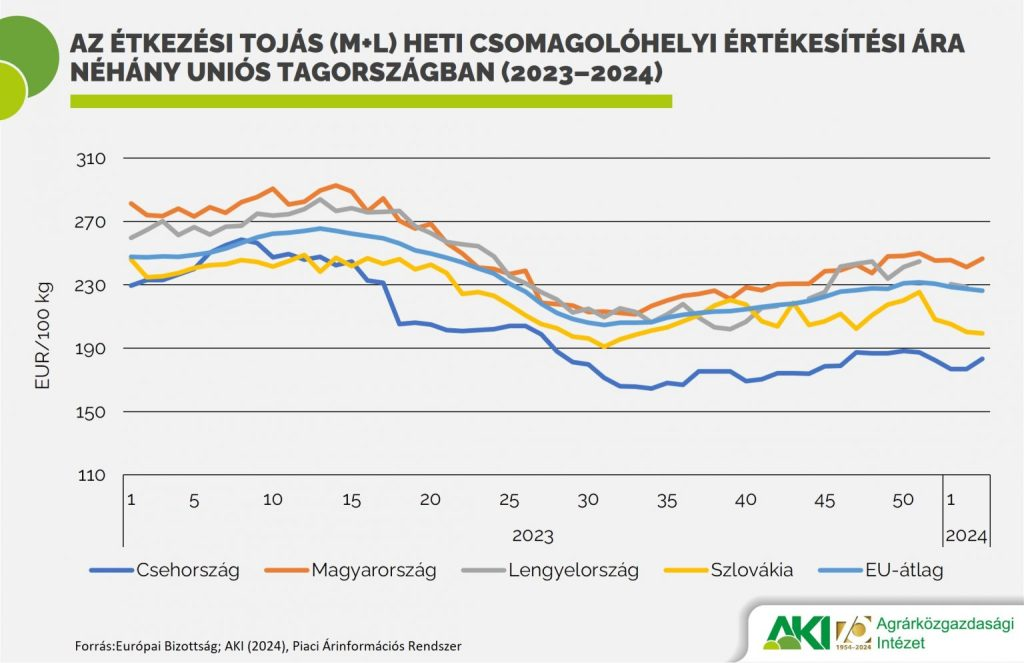 AZ ÉTKEZÉSI TOJÁS (M+L) HETI CSOMAGOLÓHELYI ÉRTÉKESÍTÉSI ÁRA
NÉHÁNY UNIÓS TAGORSZÁGBAN (2023–2024)
310
270
230
190
150
110
EUR/100 kg
1 5 10 15 20 25 30 35 40 45 50 1
2023 2024
Csehország Magyarország Lengyelország Szlovákia EU-átlag
Forrás:Európai Bizottság; AKI (2024), Piaci Árinformációs Rendszer
AKI
70
1954-2024
Agrárközgazdasági
Intézet